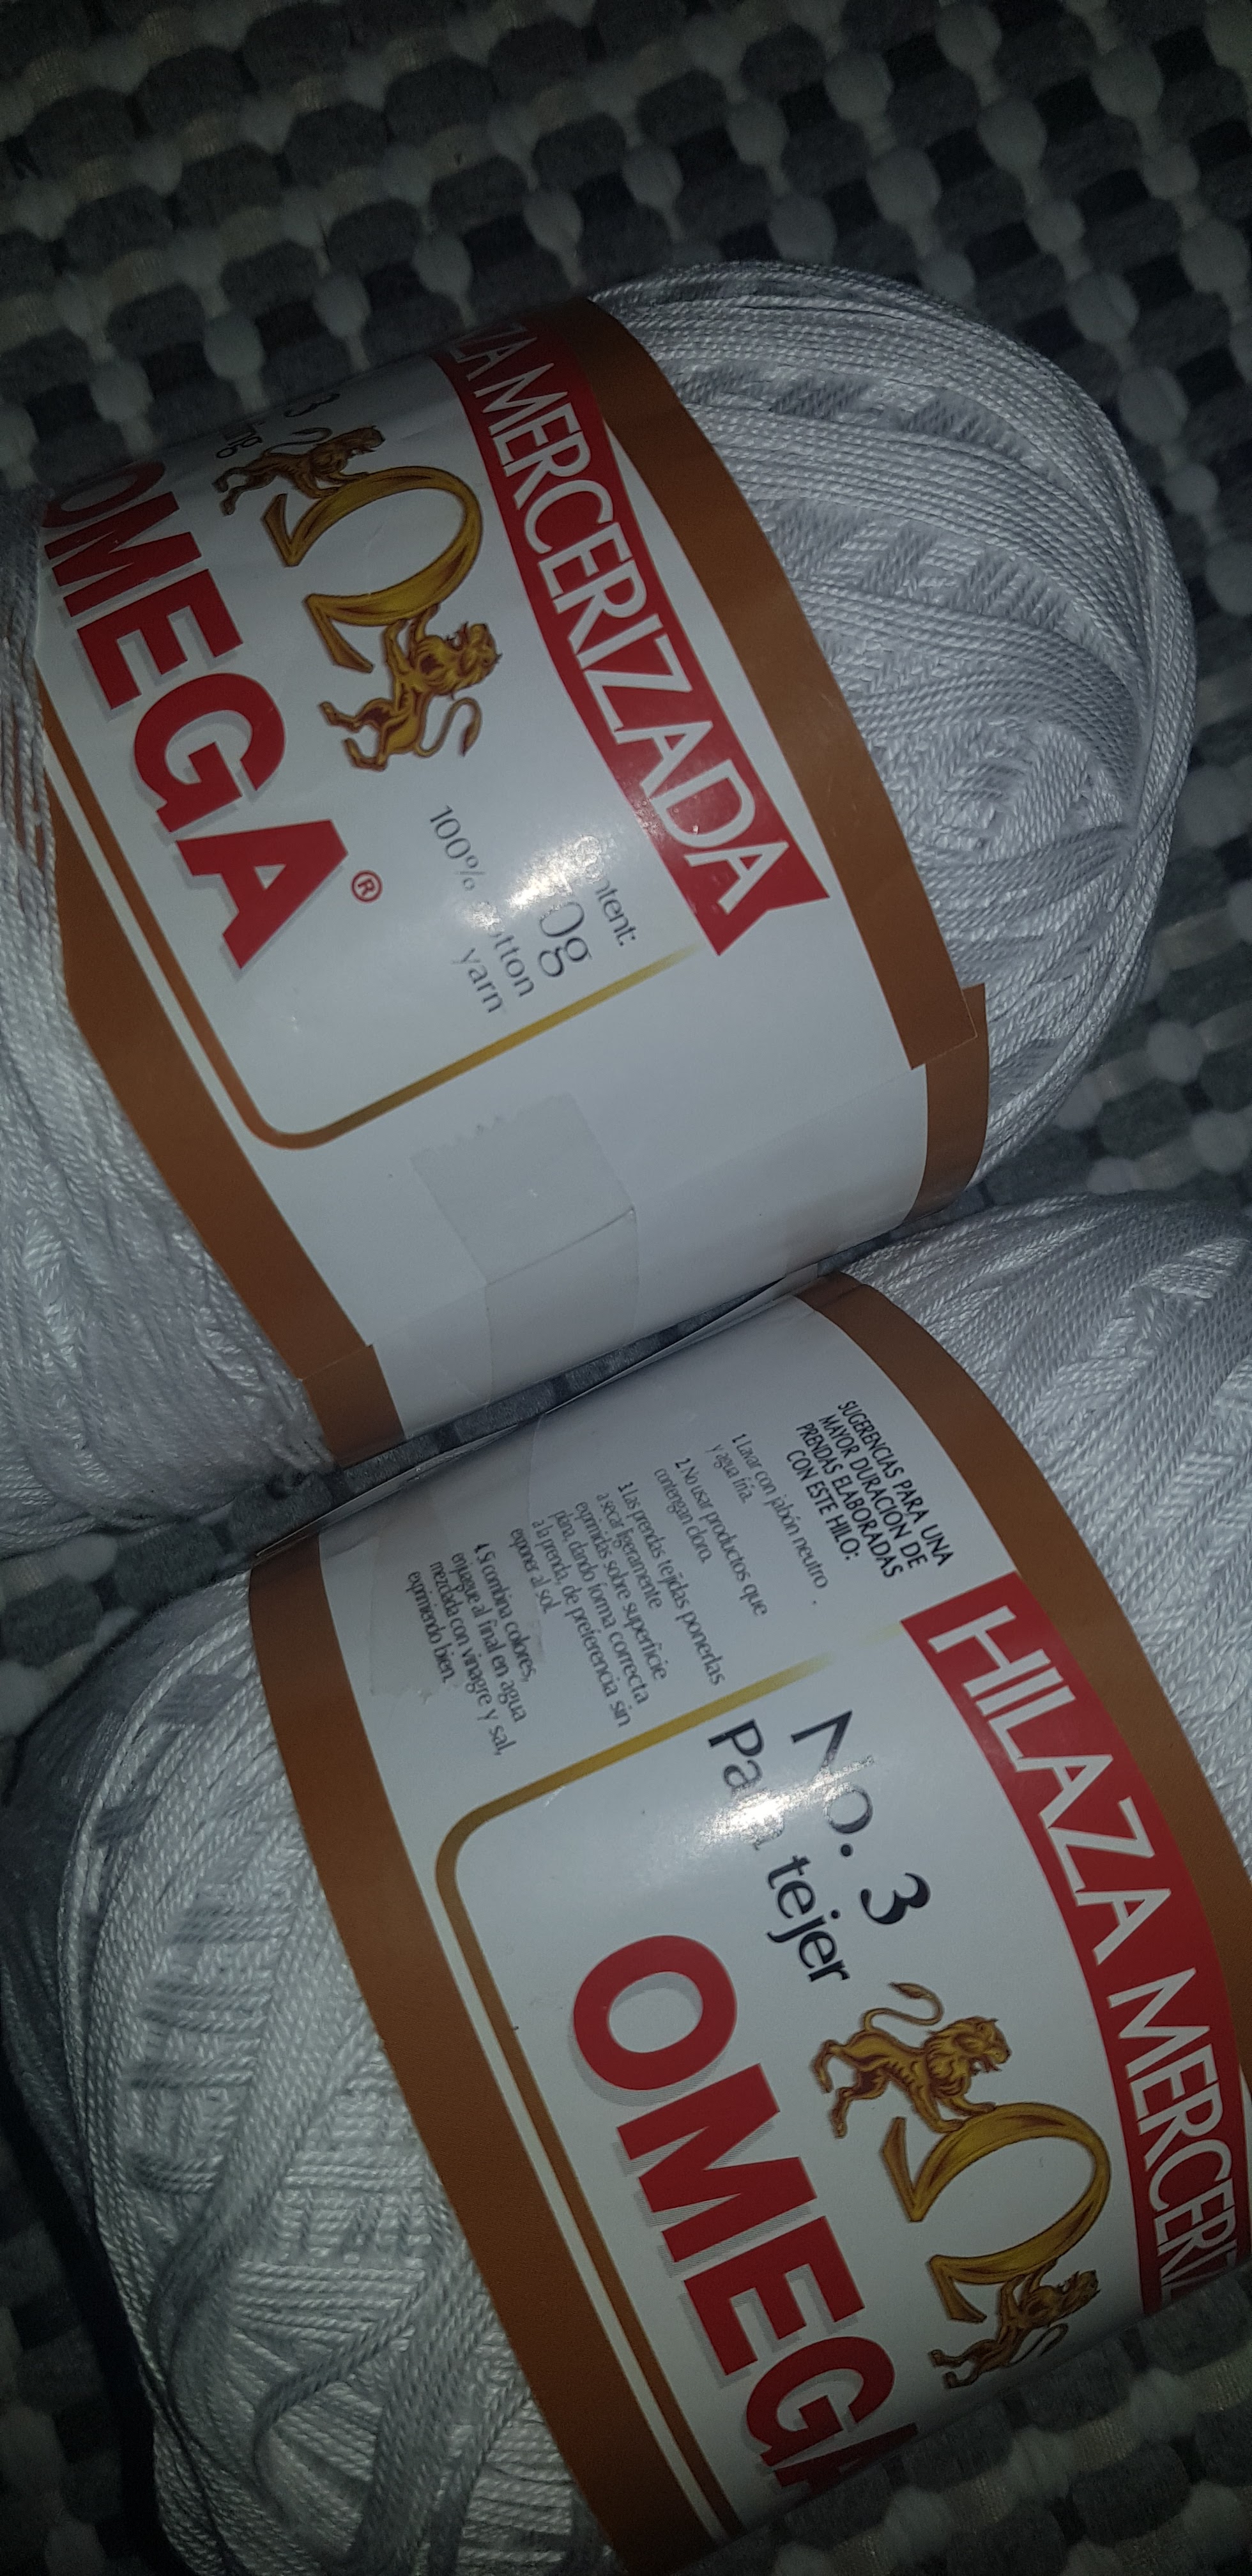 MERCERIZADA
OMEGA®
100% cotton
yarn
SUGERENCIAS PARA UNA
MAYOR DURACIÓN DE
PRENDAS ELABORADAS
CON ESTE HILO:
1. Lavar con jabón neutro
y agua fría.
2. No usar productos que
contengan cloro.
3. Las prendas tejidas ponerlas
a secar ligeramente
exprimidas sobre superficie
plana, dando forma correcta
a la prenda, de preferencia sin
exponer al sol.
4. Si combina colores,
enjuague al final en agua
mezclada con vinagre y sal,
exprimiendo bien.
HILAZA MERCERIZ
No. 3
Para tejer
OMEGA